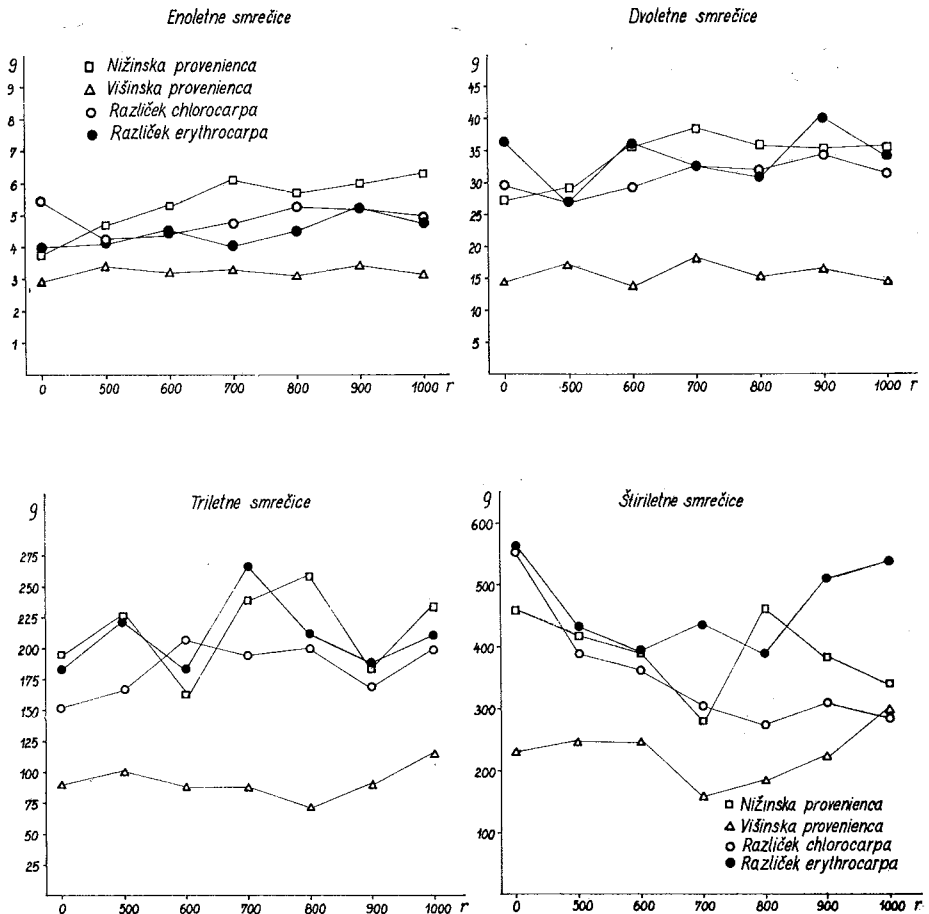 Enoletne smrečice
g
9
8
7
6
5
4
3
2
1
□ Nižinska provenienca
△ Višinska provenienca
○ Različek chlorocarpa
● Različek erythrocarpa
0 500 600 700 800 900 1000 r
Dvoletne smrečice
g
45
40
35
30
25
20
15
10
5
0 500 600 700 800 900 1000 r
Triletne smrečice
g
275
250
225
200
175
150
125
100
75
50
25
0 500 600 700 800 900 1000 r
Štiriletne smrečice
g
600
500
400
300
200
100
□ Nižinska provenienca
△ Višinska provenienca
○ Različek chlorocarpa
● Različek erythrocarpa
0 500 600 700 800 900 1000 r